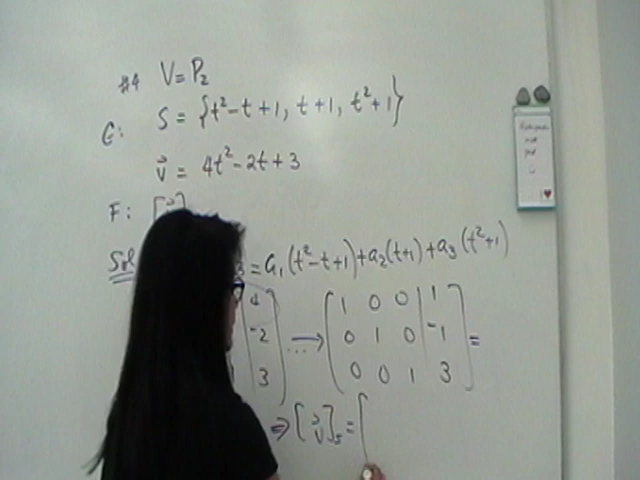 #4 V=P₂
G: S = {t²-t+1, t+1, t²+1}
v⃗ = 4t²-2t+3
F: [v⃗]
Sol 3 = a₁(t²-t+1)+a₂(t+1)+a₃(t²+1)
4 | 1 0 0 | 1
-2 ...→ 0 1 0 | -1 =
3 0 0 1 | 3
⇒ [v⃗]ₛ = [